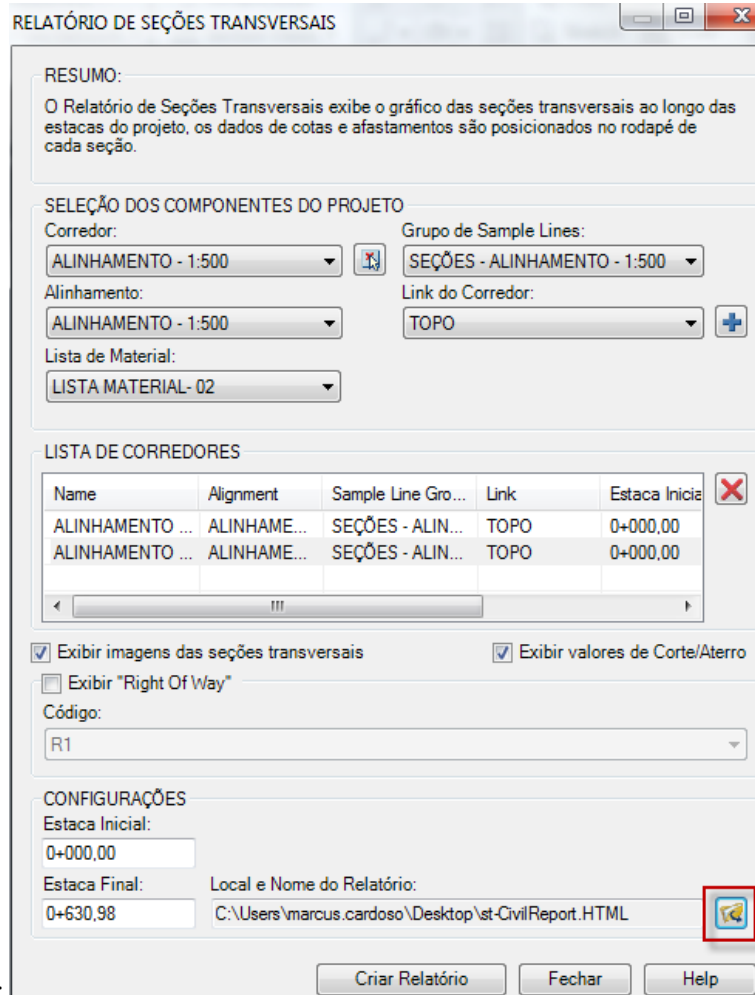 RELATÓRIO DE SEÇÕES TRANSVERSAIS
RESUMO:
O Relatório de Seções Transversais exibe o gráfico das seções transversais ao longo das
estacas do projeto, os dados de cotas e afastamentos são posicionados no rodapé de
cada seção.
SELEÇÃO DOS COMPONENTES DO PROJETO
Corredor: Grupo de Sample Lines:
ALINHAMENTO - 1:500 SEÇÕES - ALINHAMENTO - 1:500
Alinhamento: Link do Corredor:
ALINHAMENTO - 1:500 TOPO
Lista de Material:
LISTA MATERIAL- 02
LISTA DE CORREDORES
Name Alignment Sample Line Gro... Link Estaca Inicia
ALINHAMENTO ... ALINHAME... SEÇÕES - ALIN... TOPO 0+000,00
ALINHAMENTO ... ALINHAME... SEÇÕES - ALIN... TOPO 0+000,00
Exibir imagens das seções transversais Exibir valores de Corte/Aterro
Exibir "Right Of Way"
Código:
R1
CONFIGURAÇÕES
Estaca Inicial:
0+000,00
Estaca Final: Local e Nome do Relatório:
0+630,98 C:\Users\marcus.cardoso\Desktop\st-CivilReport.HTML
Criar Relatório Fechar Help